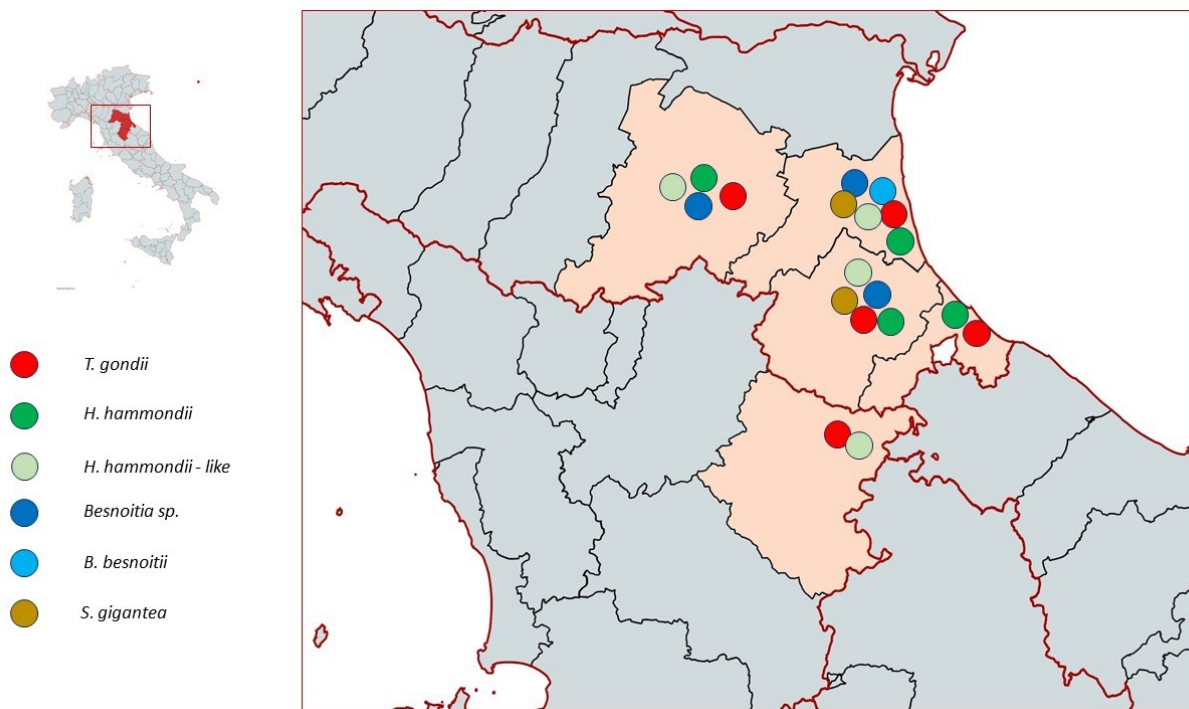 T. gondii
H. hammondii
H. hammondii - like
Besnoitia sp.
B. besnoitii
S. gigantea